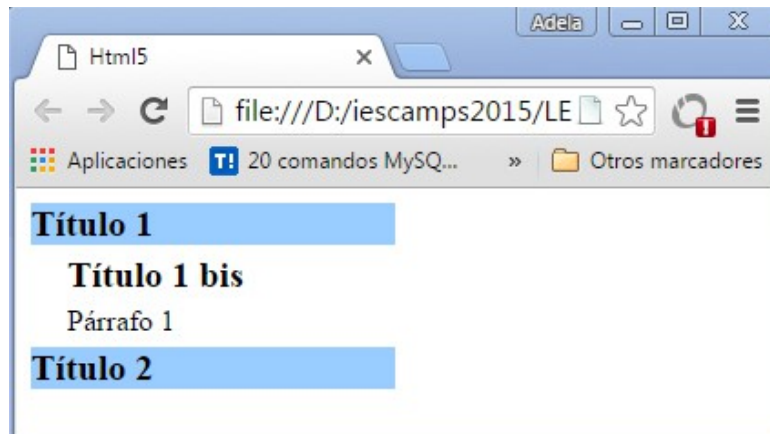 Adela
Html5
file:///D:/iescamps2015/LE
Aplicaciones T! 20 comandos MySQ... » Otros marcadores
Título 1
Título 1 bis
Párrafo 1
Título 2